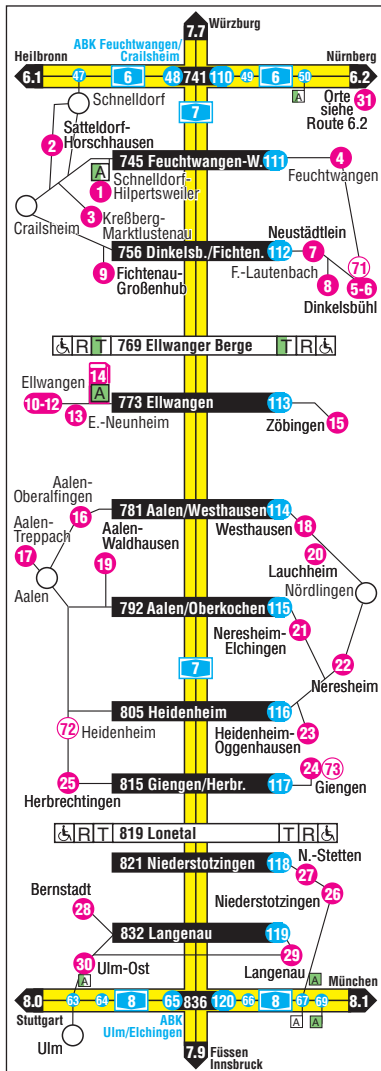 7.7
Würzburg
ABK Feuchtwangen/
Crailsheim
Heilbronn
Nürnberg
6.1 47 6 48 741 110 49 6 50 6.2
Schnelldorf
A
Orte
siehe
Route 6.2
31
7
Satteldorf-
Horschhausen
2
745 Feuchtwangen-W. 111
4
Feuchtwangen
A
1
Schnelldorf-
Hilpertsweiler
Crailsheim
3
Kreßberg-
Marktlustenau
Neustädtlein
756 Dinkelsb./Fichten. 112
7
71
9
Fichtenau-
Großenhub
F.-Lautenbach
8
5-6
Dinkelsbühl
R T 769 Ellwanger Berge T R
Ellwangen
14
A
10-12
13
E.-Neunheim
773 Ellwangen 113
15
Zöbingen
Aalen-
Oberalfingen
16
781 Aalen/Westhausen 114
18
Westhausen
Aalen-
Treppach
17
Aalen-
Waldhausen
19
20
Lauchheim
Aalen
Nördlingen
792 Aalen/Oberkochen 115
21
Neresheim-
Elchingen
7
22
Neresheim
805 Heidenheim 116
72
Heidenheim
23
Heidenheim-
Oggenhausen
24 73
Giengen
815 Giengen/Herbr. 117
25
Herbrechtingen
R T 819 Lonetal T R
821 Niederstotzingen 118
N.-Stetten
27
26
Niederstotzingen
Bernstadt
28
832 Langenau 119
29
Langenau
30
Ulm-Ost
A
A
Stuttgart
München
8.0 63 64 8 65 836 120 66 8 67 69 8.1
ABK
Ulm/Elchingen
A A
Ulm
7.9
Füssen
Innsbruck